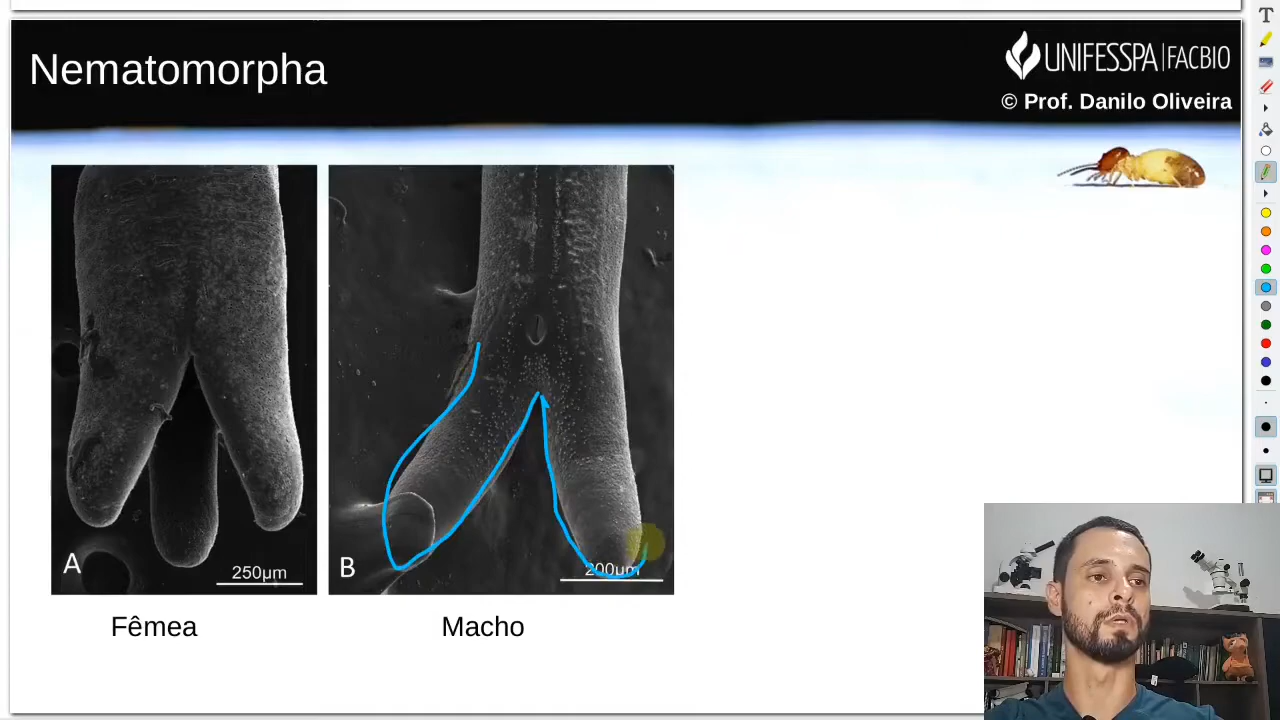 Nematomorpha
UNIFESSPA|FACBIO
© Prof. Danilo Oliveira
A
250µm
B
200µm
Fêmea
Macho
T